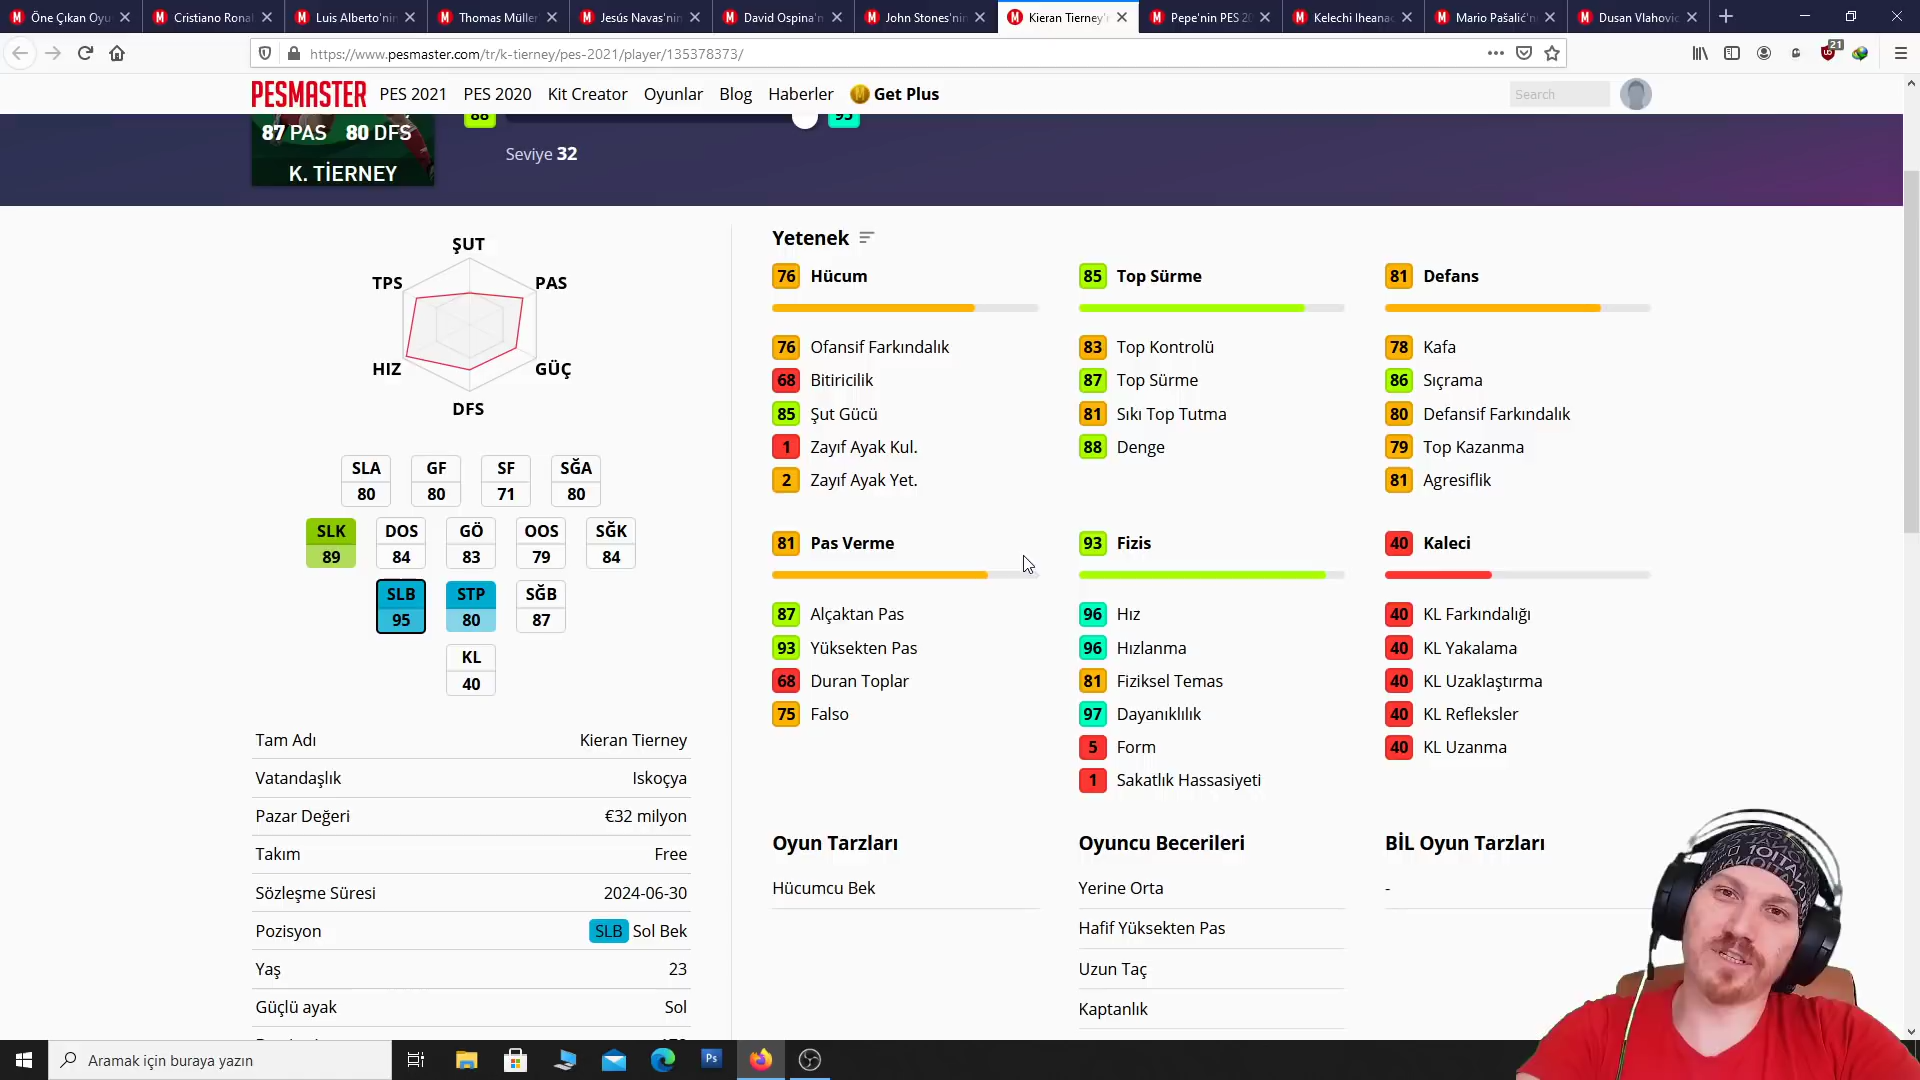 Öne Çıkan Oyu
Cristiano Ronal
Luis Alberto'nin
Thomas Müller
Jesús Navas'nin
David Ospina'n
John Stones'nin
Kieran Tierney'
Pepe'nin PES 20
Kelechi Iheanac
Mario Pašalić'n
Dusan Vlahovic
https://www.pesmaster.com/tr/k-tierney/pes-2021/player/135378373/
21
PESMASTER PES 2021 PES 2020 Kit Creator Oyunlar Blog Haberler Get Plus
Search
87 PAS 80 DFS
K. TİERNEY
88
95
Seviye 32
ŞUT
TPS
PAS
HIZ
GÜÇ
DFS
SLA GF SF SĞA
80 80 71 80
SLK DOS GÖ OOS SĞK
89 84 83 79 84
SLB STP SĞB
95 80 87
KL
40
Tam Adı Kieran Tierney
Vatandaşlık Iskoçya
Pazar Değeri €32 milyon
Takım Free
Sözleşme Süresi 2024-06-30
Pozisyon SLB Sol Bek
Yaş 23
Güçlü ayak Sol
Yetenek
76 Hücum
76 Ofansif Farkındalık
68 Bitiricilik
85 Şut Gücü
1 Zayıf Ayak Kul.
2 Zayıf Ayak Yet.
85 Top Sürme
83 Top Kontrolü
87 Top Sürme
81 Sıkı Top Tutma
88 Denge
81 Defans
78 Kafa
86 Sıçrama
80 Defansif Farkındalık
79 Top Kazanma
81 Agresiflik
81 Pas Verme
87 Alçaktan Pas
93 Yüksekten Pas
68 Duran Toplar
75 Falso
93 Fizis
96 Hız
96 Hızlanma
81 Fiziksel Temas
97 Dayanıklılık
5 Form
1 Sakatlık Hassasiyeti
40 Kaleci
40 KL Farkındalığı
40 KL Yakalama
40 KL Uzaklaştırma
40 KL Refleksler
40 KL Uzanma
Oyun Tarzları
Hücumcu Bek
Oyuncu Becerileri
Yerine Orta
Hafif Yüksekten Pas
Uzun Taç
Kaptanlık
BİL Oyun Tarzları
-
Aramak için buraya yazın
Ps